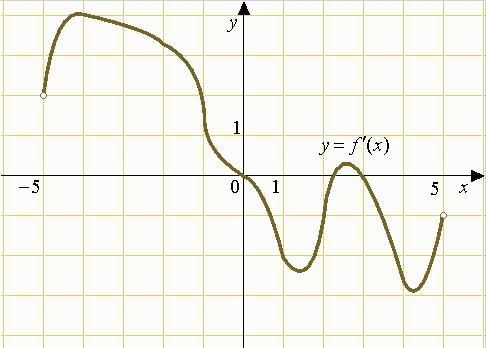 y
1
y = f'(x)
−5 0 1 5 x